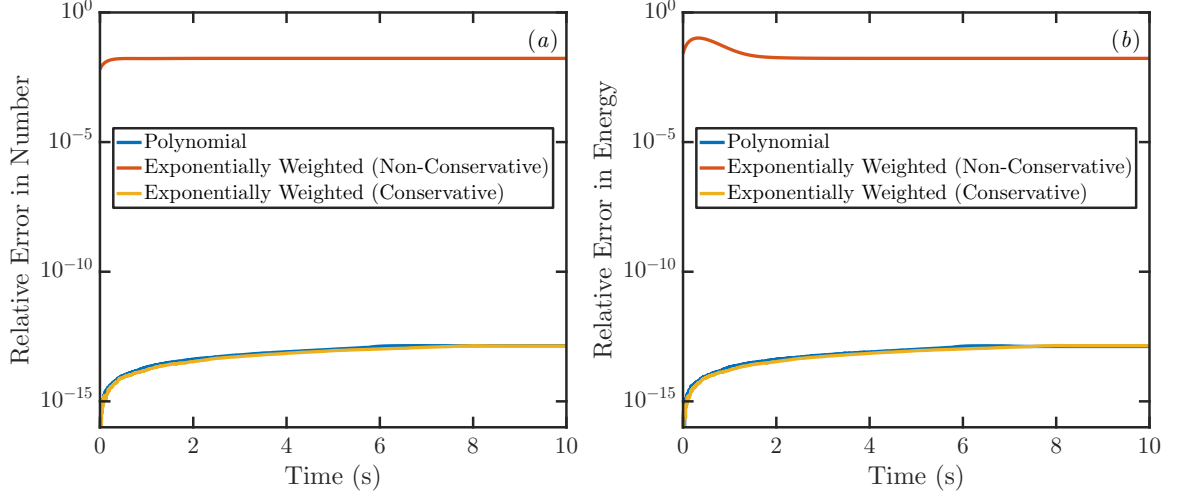 (a)
Relative Error in Number
10^0
10^-5
10^-10
10^-15
Polynomial
Exponentially Weighted (Non-Conservative)
Exponentially Weighted (Conservative)
0 2 4 6 8 10
Time (s)
(b)
Relative Error in Energy
10^0
10^-5
10^-10
10^-15
Polynomial
Exponentially Weighted (Non-Conservative)
Exponentially Weighted (Conservative)
0 2 4 6 8 10
Time (s)